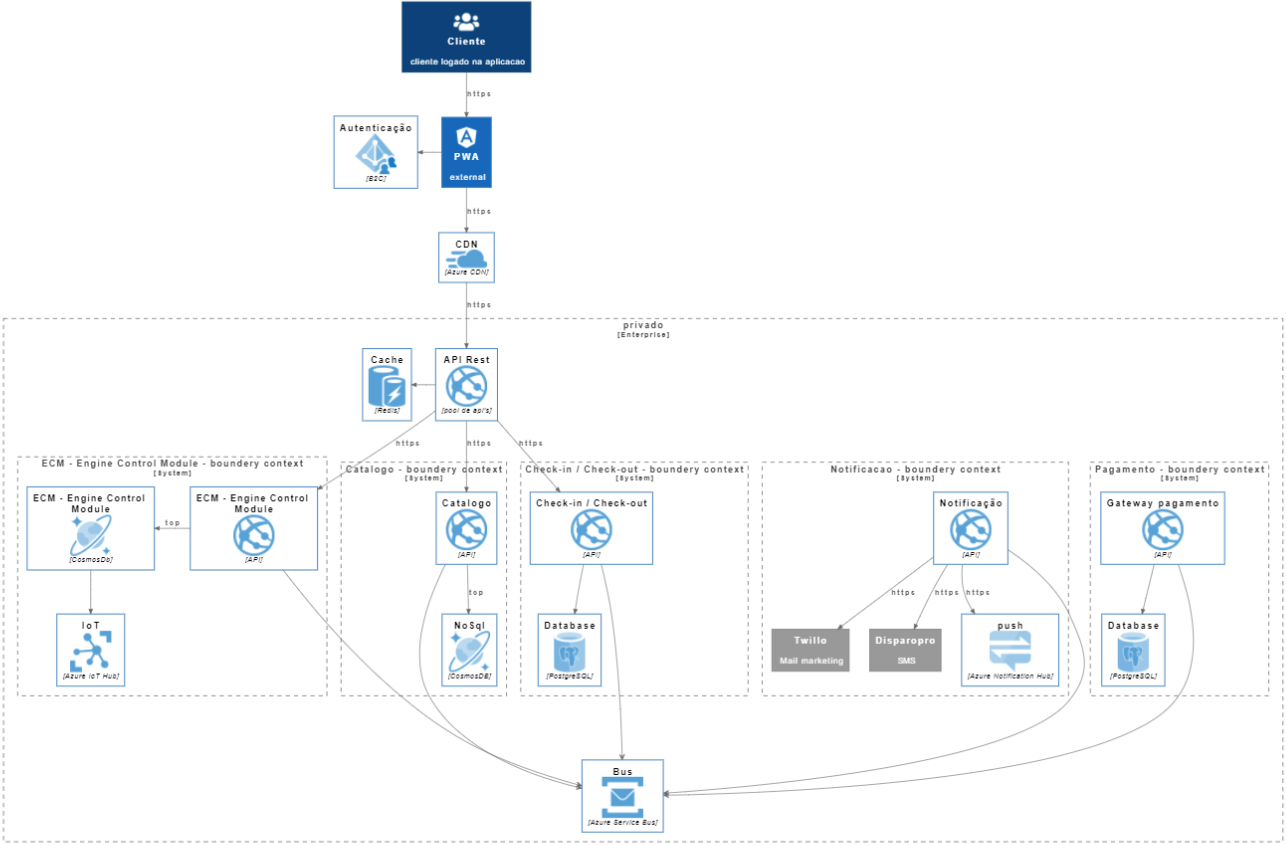 Cliente
cliente logado na aplicacao
https
Autenticação
[B2C]
PWA
external
https
CDN
[Azure CDN]
https
privado
[Enterprise]
Cache
[Redis]
API Rest
[pool de api's]
https
https
https
ECM - Engine Control Module - boundery context
[System]
ECM - Engine Control
Module
[CosmosDb]
top
ECM - Engine Control
Module
[API]
IoT
[Azure IoT Hub]
Catalogo - boundery context
[System]
Catalogo
[API]
top
NoSql
[CosmosDB]
Check-in / Check-out - boundery context
[System]
Check-in / Check-out
[API]
Database
[PostgreSQL]
Notificacao - boundery context
[System]
Notificação
[API]
https
https
https
Twillo
Mail marketing
Disparopro
SMS
push
[Azure Notification Hub]
Pagamento - boundery context
[System]
Gateway pagamento
[API]
Database
[PostgreSQL]
Bus
[Azure Service Bus]